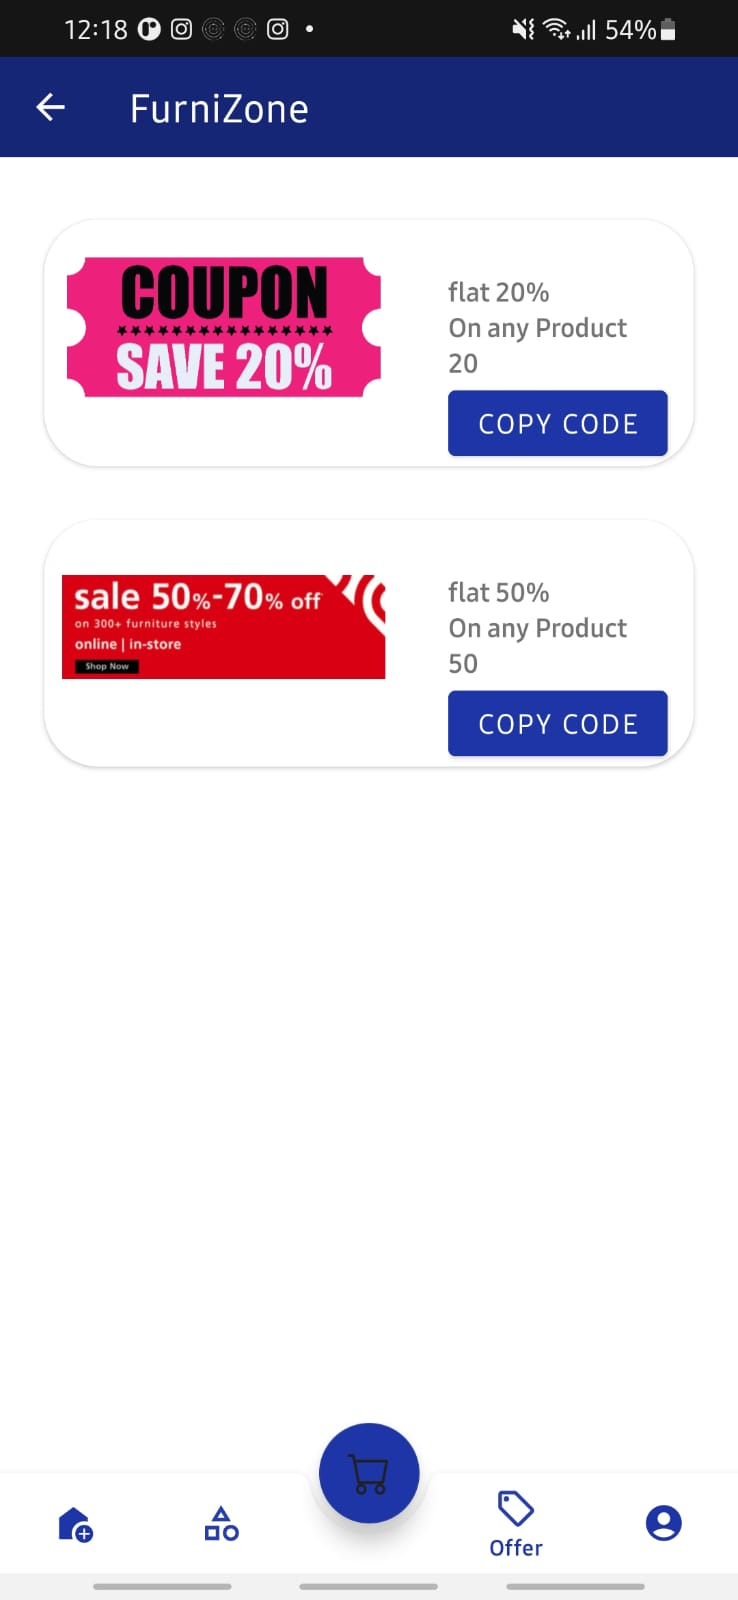 12:18 54%
FurniZone
COUPON
SAVE 20%
flat 20%
On any Product
20
COPY CODE
sale 50%-70% off
on 300+ furniture styles
online | in-store
Shop Now
flat 50%
On any Product
50
COPY CODE
Offer